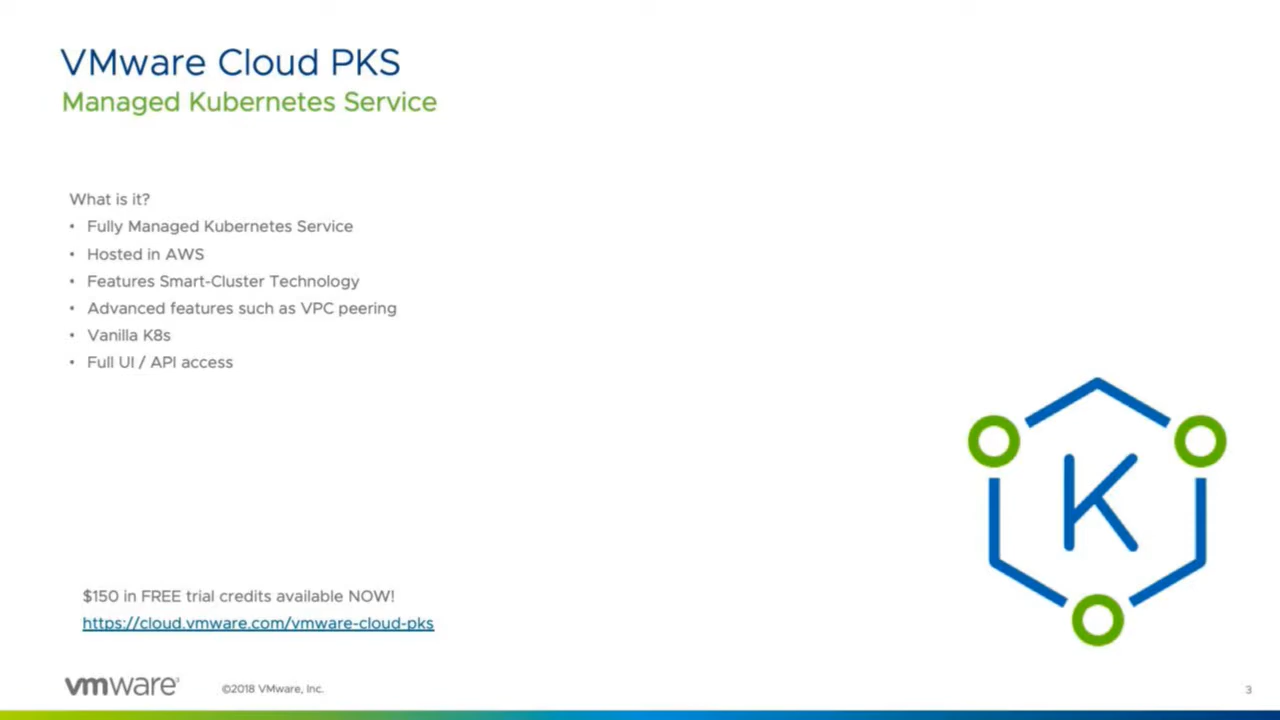 VMware Cloud PKS
Managed Kubernetes Service
What is it?
• Fully Managed Kubernetes Service
• Hosted in AWS
• Features Smart-Cluster Technology
• Advanced features such as VPC peering
• Vanilla K8s
• Full UI / API access
K
$150 in FREE trial credits available NOW!
https://cloud.vmware.com/vmware-cloud-pks
vmware
©2018 VMware, Inc.
3